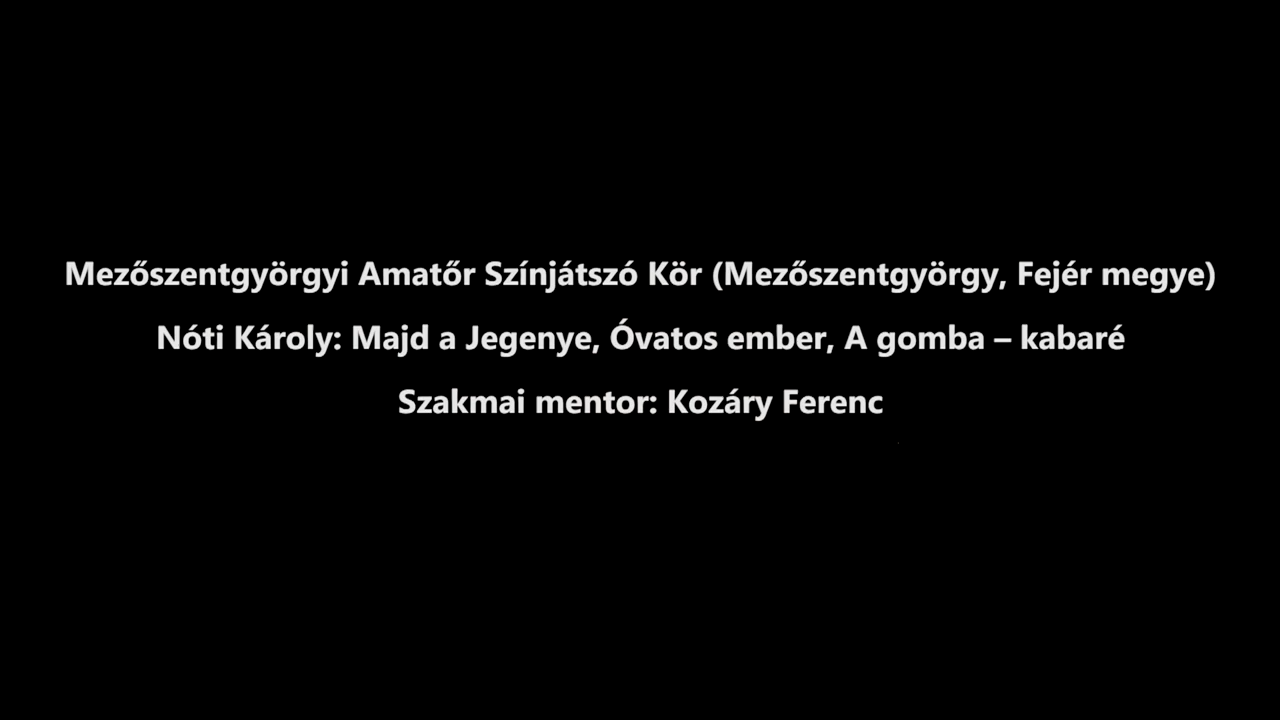 Mezőszentgyörgyi Amatőr Színjátszó Kör (Mezőszentgyörgy, Fejér megye)
Nóti Károly: Majd a Jegenye, Óvatos ember, A gomba – kabaré
Szakmai mentor: Kozáry Ferenc